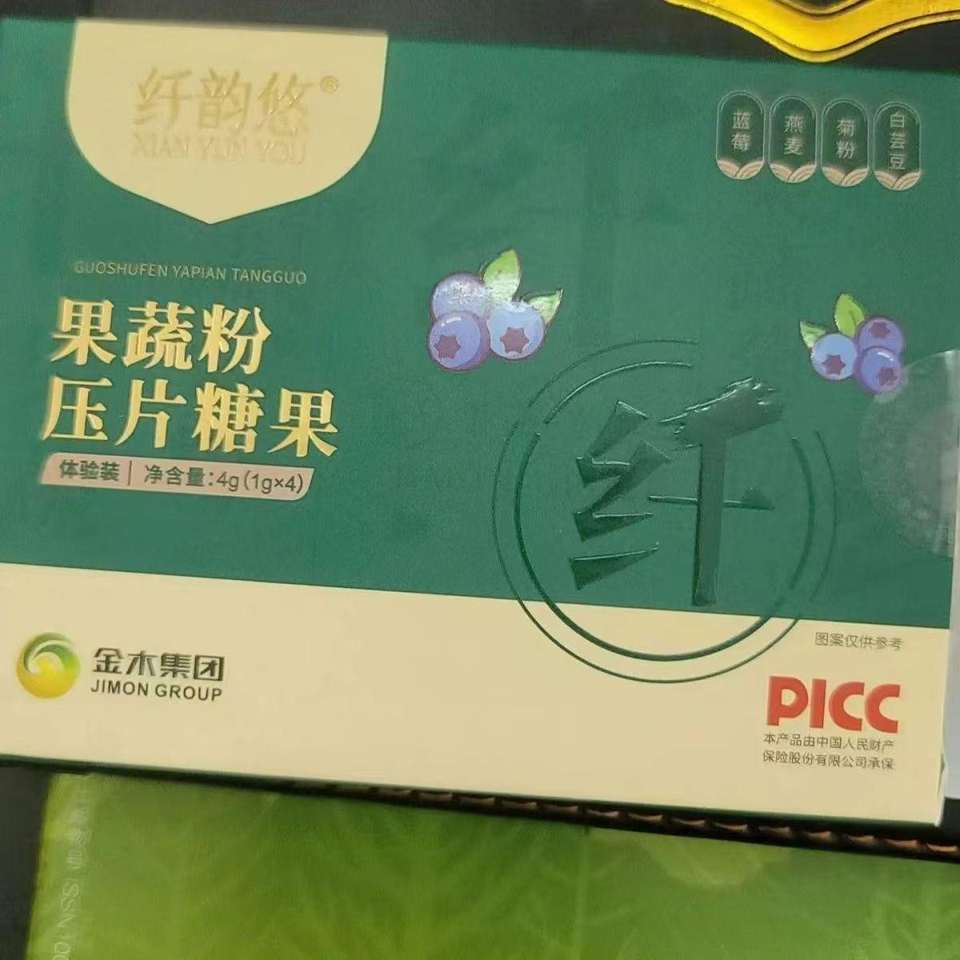 纤韵悠®
XIAN YUN YOU
蓝莓
燕麦
菊粉
白芸豆
GUOSHUFEN YAPIAN TANGGUO
果蔬粉
压片糖果
体验装 | 净含量:4g(1g×4)
纤
图案仅供参考
金木集团
JIMON GROUP
PICC
本产品由中国人民财产
保险股份有限公司承保